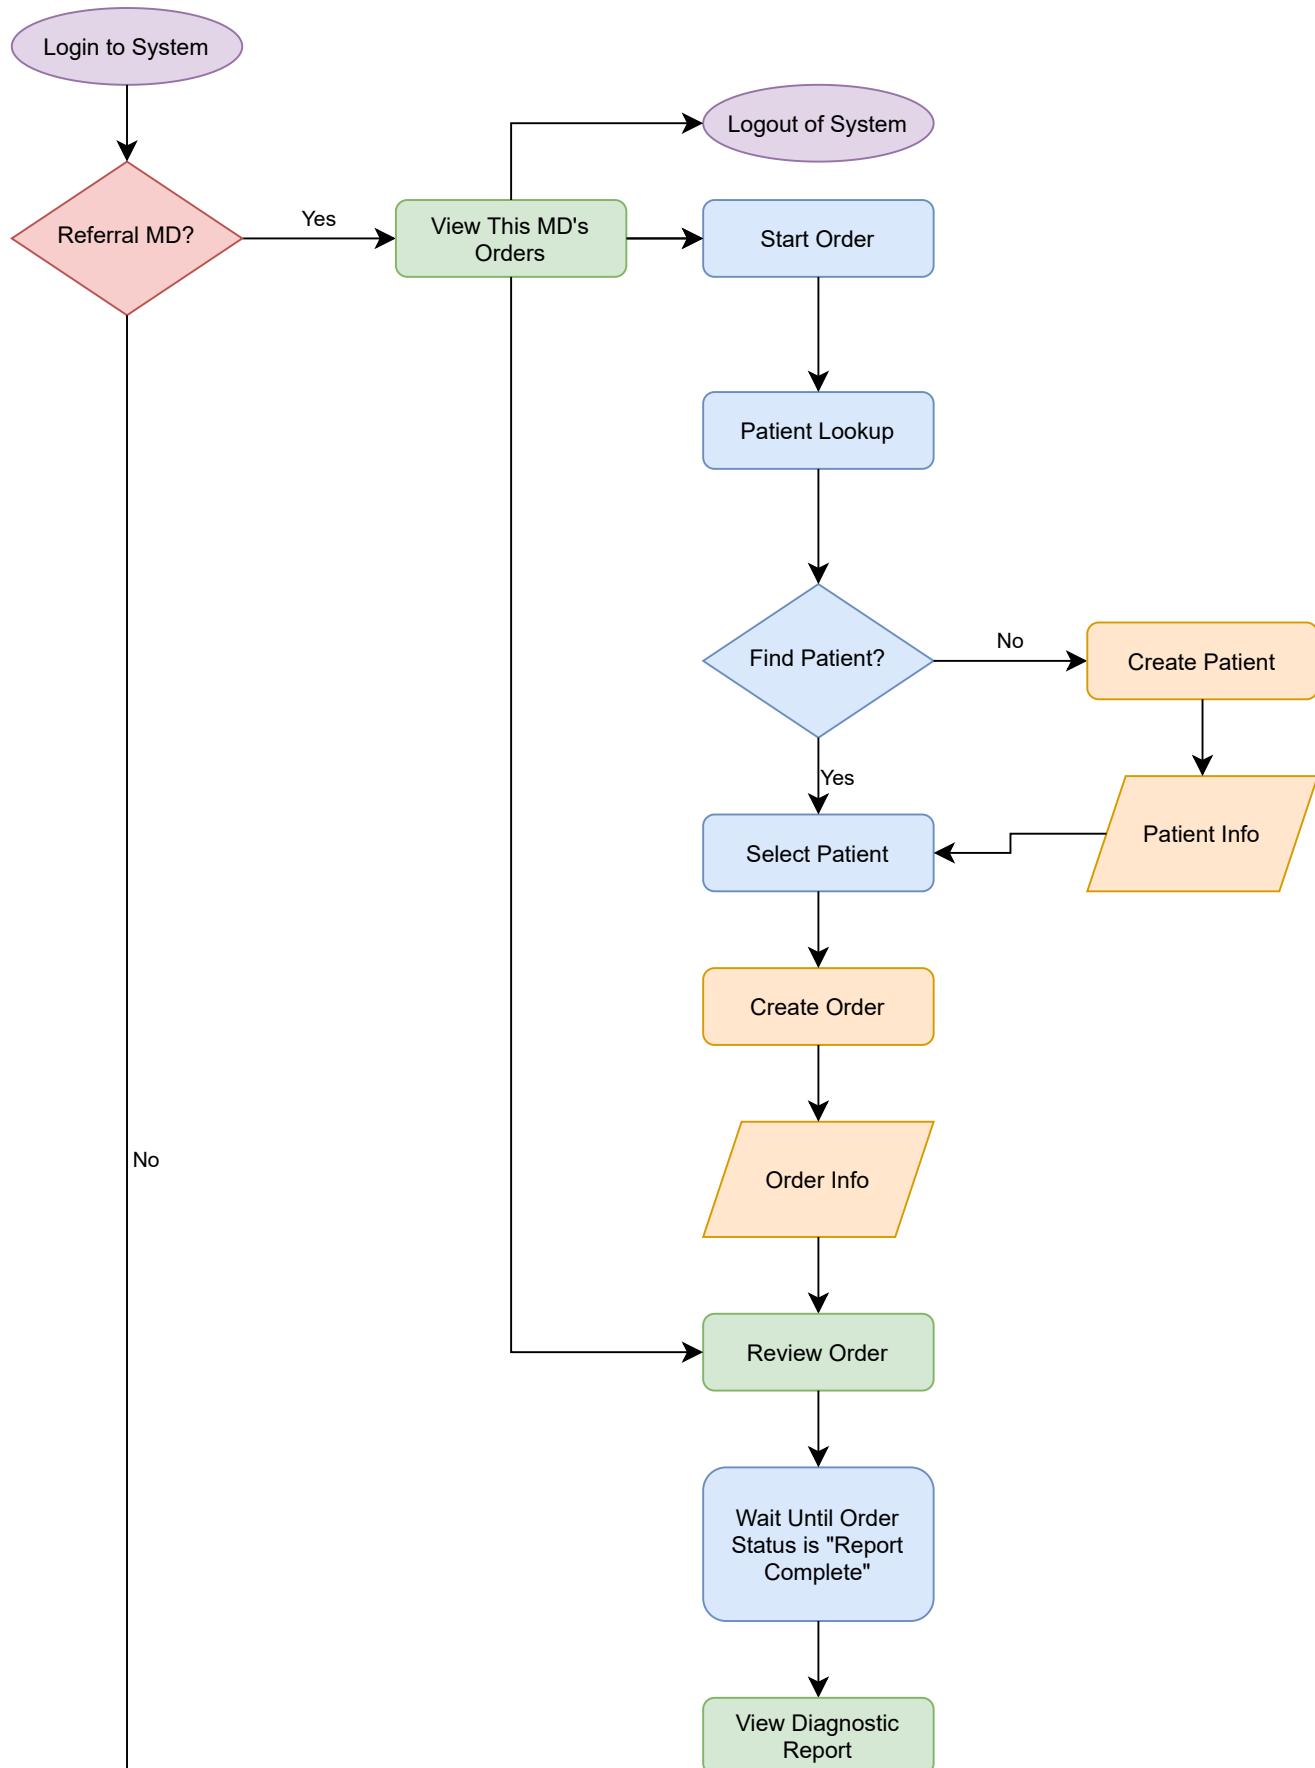 Login to System
Logout of System
Referral MD?
Yes
View This MD's
Orders
Start Order
Patient Lookup
Find Patient?
No
Create Patient
Yes
Patient Info
Select Patient
Create Order
No
Order Info
Review Order
Wait Until Order
Status is "Report
Complete"
View Diagnostic
Report